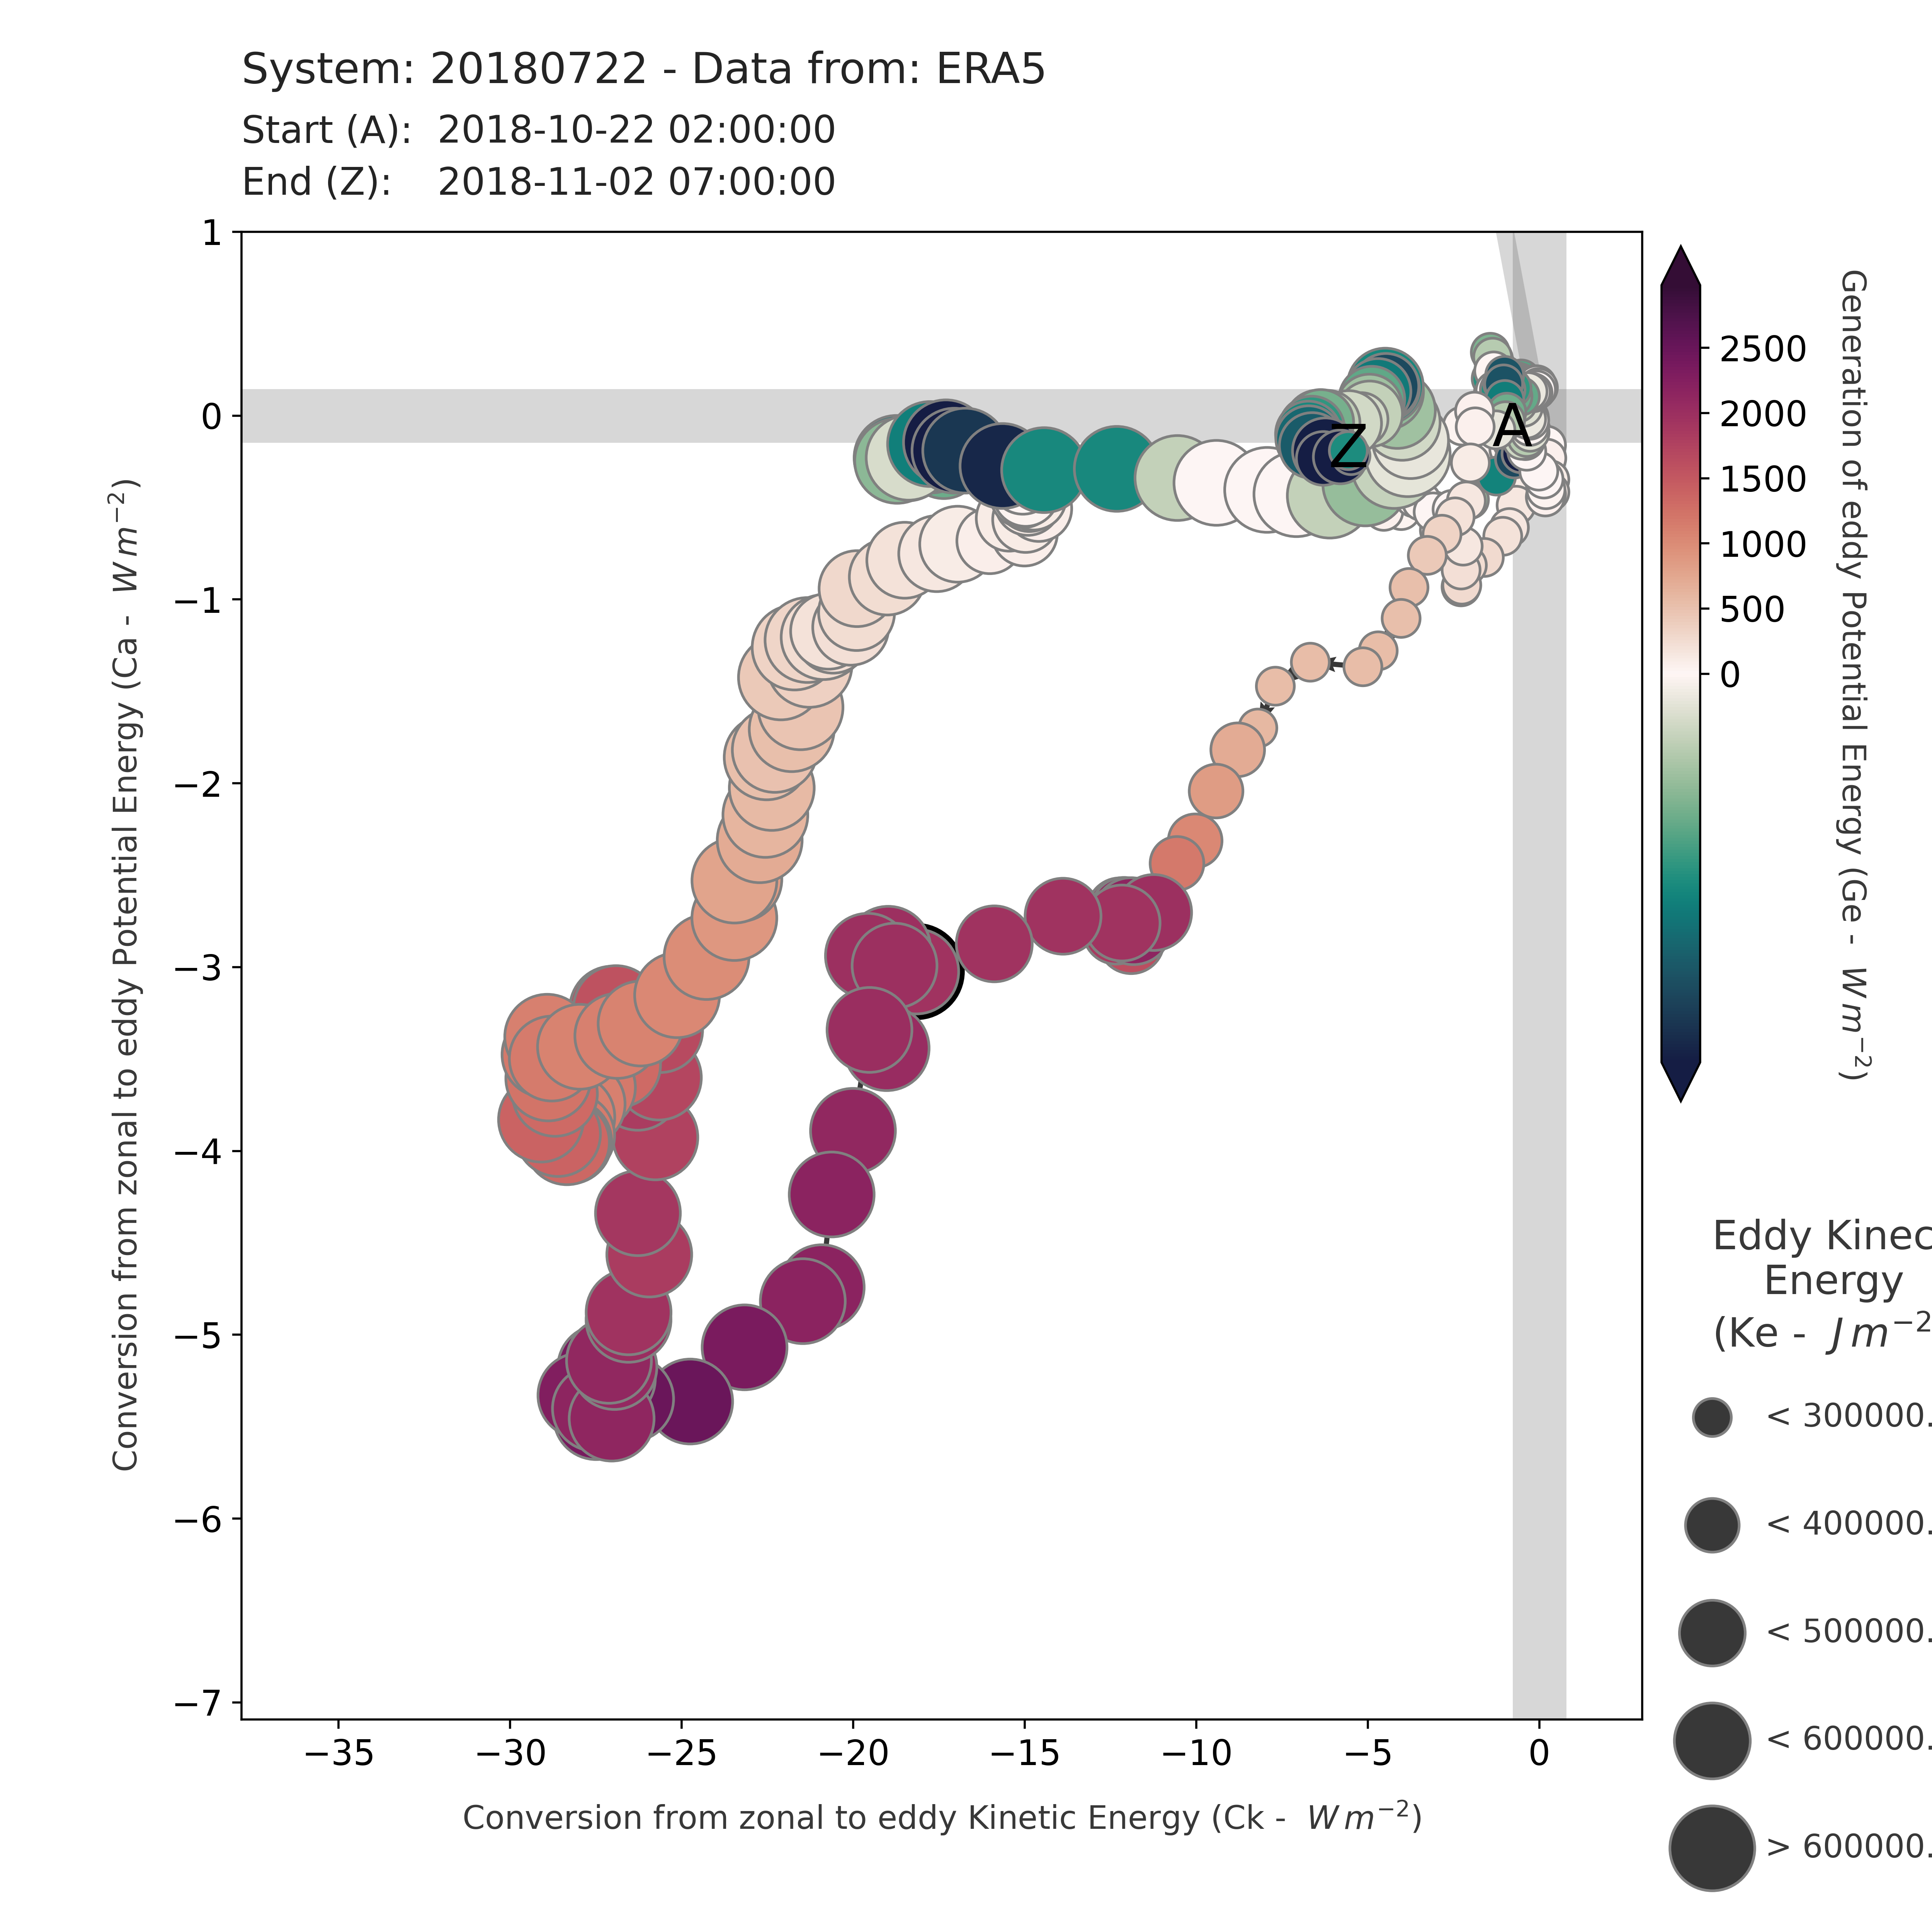 System: 20180722 - Data from: ERA5
Start (A): 2018-10-22 02:00:00
End (Z): 2018-11-02 07:00:00
1
0
−1
−2
−3
−4
−5
−6
−7
Conversion from zonal to eddy Potential Energy (Ca - W m⁻²)
A
Z
−35
−30
−25
−20
−15
−10
−5
0
Conversion from zonal to eddy Kinetic Energy (Ck - W m⁻²)
2500
2000
1500
1000
500
0
Generation of eddy Potential Energy (Ge - W m⁻²)
Eddy Kinec
Energy
(Ke - J m⁻²
< 300000.
< 400000.
< 500000.
< 600000.
> 600000.